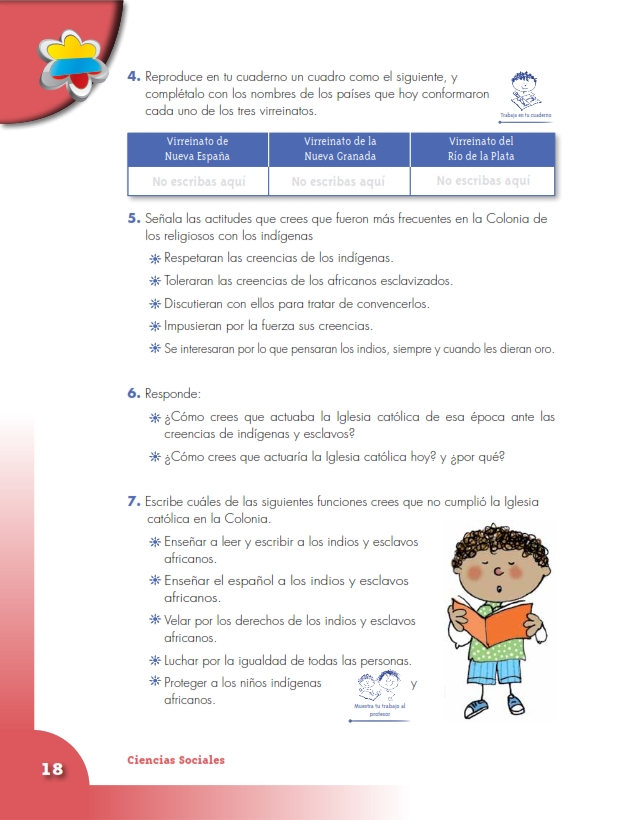 4. Reproduce en tu cuaderno un cuadro como el siguiente, y
complétalo con los nombres de los países que hoy conformaron
cada uno de los tres virreinatos.
Trabaja en tu cuaderno
Virreinato de
Nueva España
Virreinato de la
Nueva Granada
Virreinato del
Río de la Plata
No escribas aquí
No escribas aquí
No escribas aquí
5. Señala las actitudes que crees que fueron más frecuentes en la Colonia de
los religiosos con los indígenas
Respetaran las creencias de los indígenas.
Toleraran las creencias de los africanos esclavizados.
Discutieran con ellos para tratar de convencerlos.
Impusieran por la fuerza sus creencias.
Se interesaran por lo que pensaran los indios, siempre y cuando les dieran oro.
6. Responde:
¿Cómo crees que actuaba la Iglesia católica de esa época ante las
creencias de indígenas y esclavos?
¿Cómo crees que actuaría la Iglesia católica hoy? y ¿por qué?
7. Escribe cuáles de las siguientes funciones crees que no cumplió la Iglesia
católica en la Colonia.
Enseñar a leer y escribir a los indios y esclavos
africanos.
Enseñar el español a los indios y esclavos
africanos.
Velar por los derechos de los indios y esclavos
africanos.
Luchar por la igualdad de todas las personas.
Proteger a los niños indígenas y
africanos.
Muestra tu trabajo al
profesor
Ciencias Sociales
18